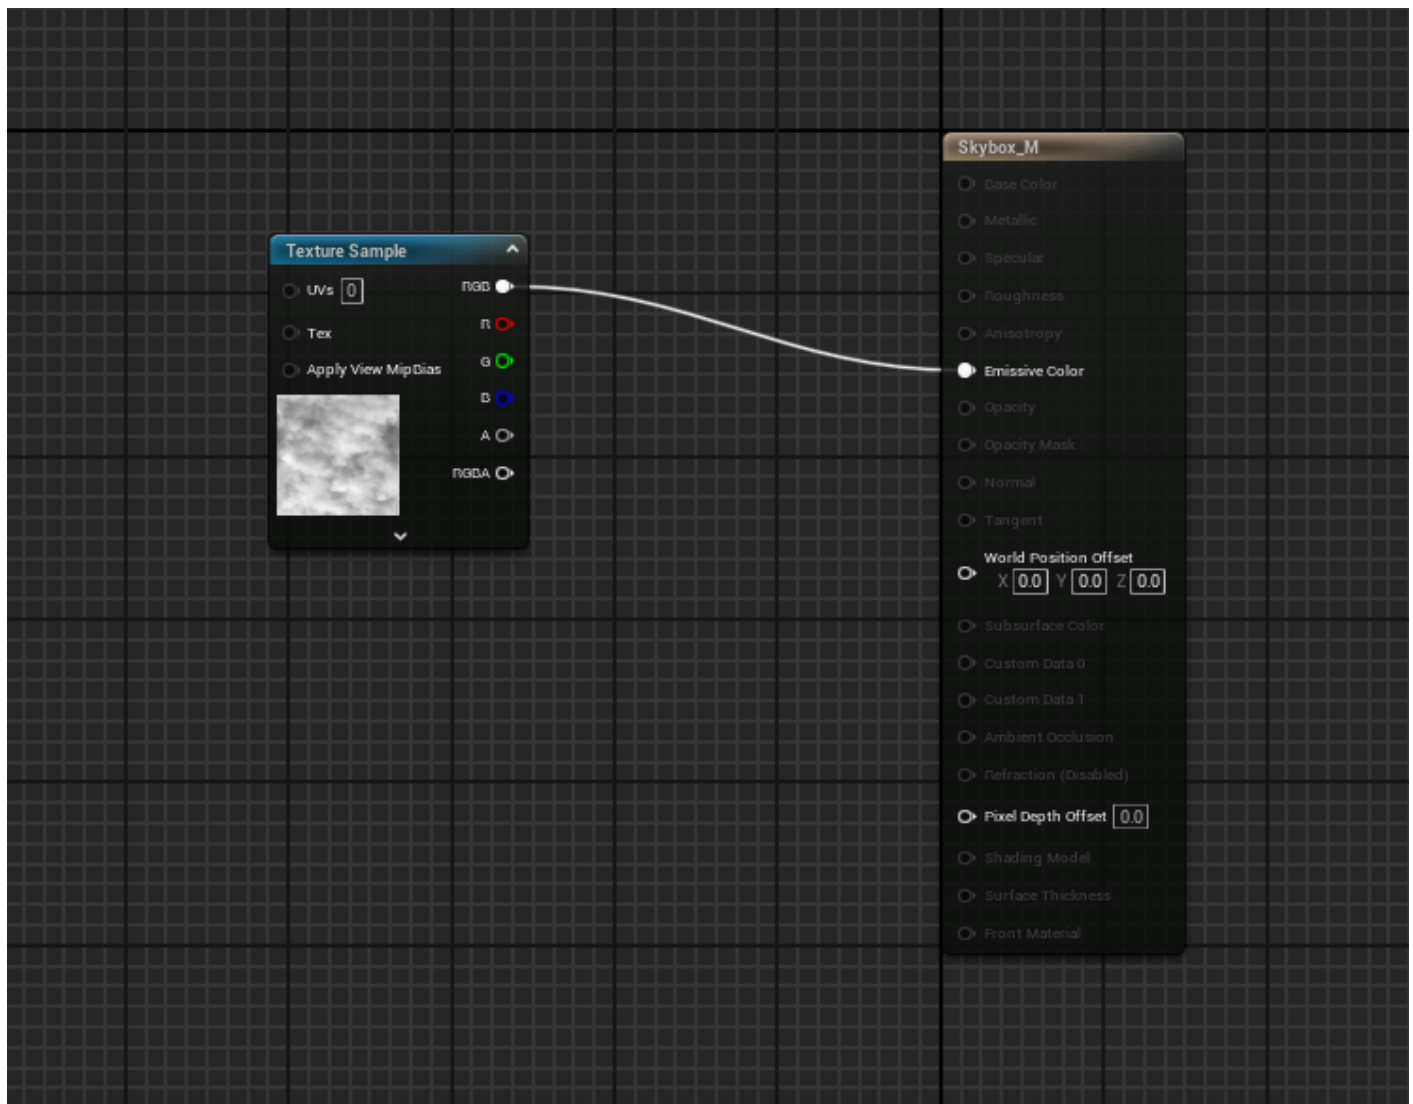 Skybox_M
Base Color
Metallic
Specular
Roughness
Anisotropy
Emissive Color
Opacity
Opacity Mask
Normal
Tangent
World Position Offset
X 0.0 Y 0.0 Z 0.0
Subsurface Color
Custom Data 0
Custom Data 1
Ambient Occlusion
Refraction (Disabled)
Pixel Depth Offset 0.0
Shading Model
Surface Thickness
Front Material
Texture Sample
UVs 0
Tex
Apply View MipBias
RGB
R
G
B
A
RGBA